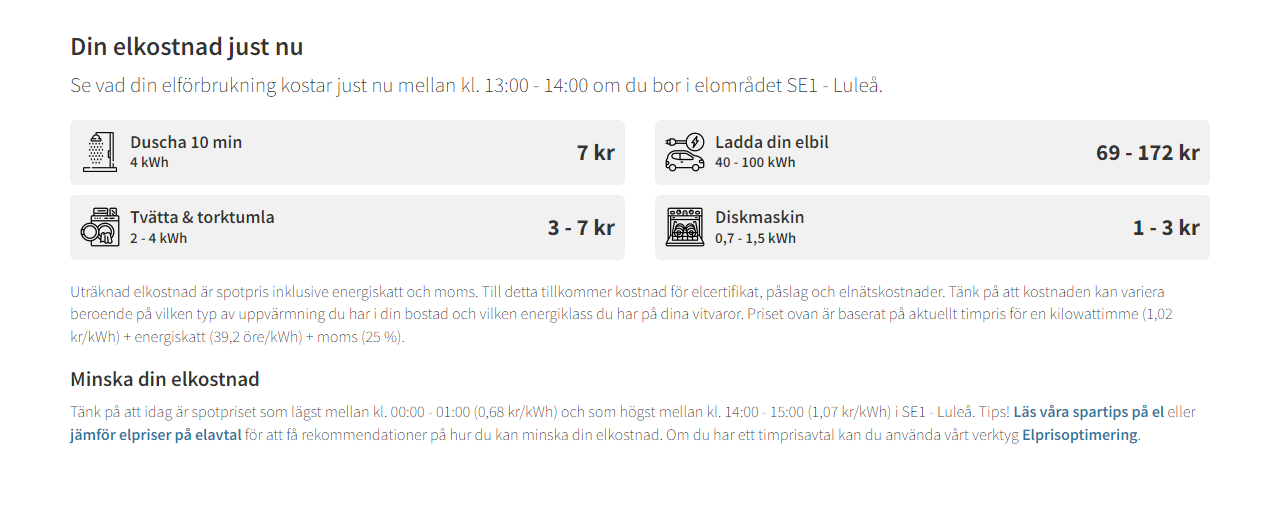 Din elkostnad just nu
Se vad din elförbrukning kostar just nu mellan kl. 13:00 - 14:00 om du bor i elområdet SE1 - Luleå.
Duscha 10 min
4 kWh
7 kr
Ladda din elbil
40 - 100 kWh
69 - 172 kr
Tvätta & torktumla
2 - 4 kWh
3 - 7 kr
Diskmaskin
0,7 - 1,5 kWh
1 - 3 kr
Uträknad elkostnad är spotpris inklusive energiskatt och moms. Till detta tillkommer kostnad för elcertifikat, påslag och elnätskostnader. Tänk på att kostnaden kan variera
beroende på vilken typ av uppvärmning du har i din bostad och vilken energiklass du har på dina vitvaror. Priset ovan är baserat på aktuellt timpris för en kilowattimme (1,02
kr/kWh) + energiskatt (39,2 öre/kWh) + moms (25 %).
Minska din elkostnad
Tänk på att idag är spotpriset som lägst mellan kl. 00:00 - 01:00 (0,68 kr/kWh) och som högst mellan kl. 14:00 - 15:00 (1,07 kr/kWh) i SE1 - Luleå. Tips! Läs våra spartips på el eller
jämför elpriser på elavtal för att få rekommendationer på hur du kan minska din elkostnad. Om du har ett timprisavtal kan du använda vårt verktyg Elprisoptimering.